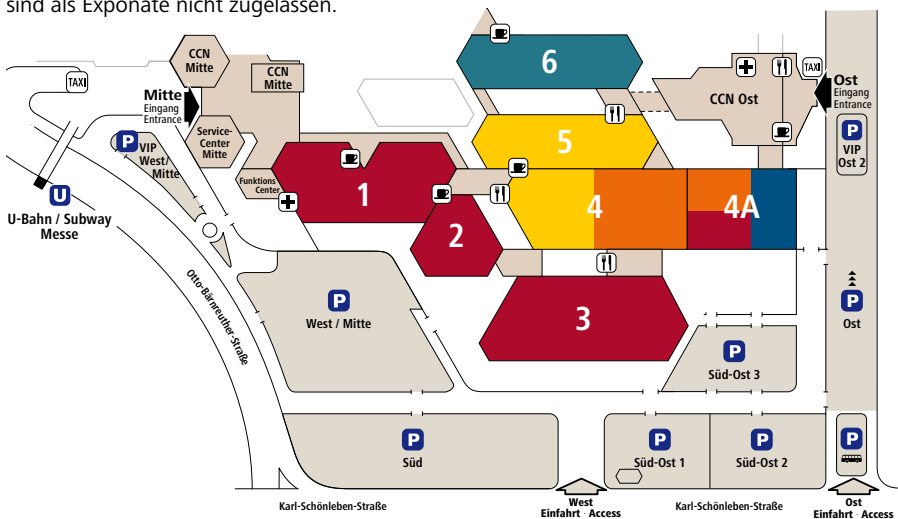 sind als Exponate nicht zugelassen.
CCN
Mitte
CCN
Mitte
TAXI
Mitte
Eingang
Entrance
Service-
Center
Mitte
P
VIP
West/
Mitte
Funktions
Center
U
U-Bahn / Subway
Messe
Otto-Bärnreuther-Straße
6
5
1
2
4
4A
3
CCN Ost
TAXI
Ost
Eingang
Entrance
P
VIP
Ost 2
P
Ost
P
West / Mitte
P
Süd-Ost 3
P
Süd
P
Süd-Ost 1
P
Süd-Ost 2
P
Karl-Schönleben-Straße
West
Einfahrt · Access
Karl-Schönleben-Straße
Ost
Einfahrt · Access